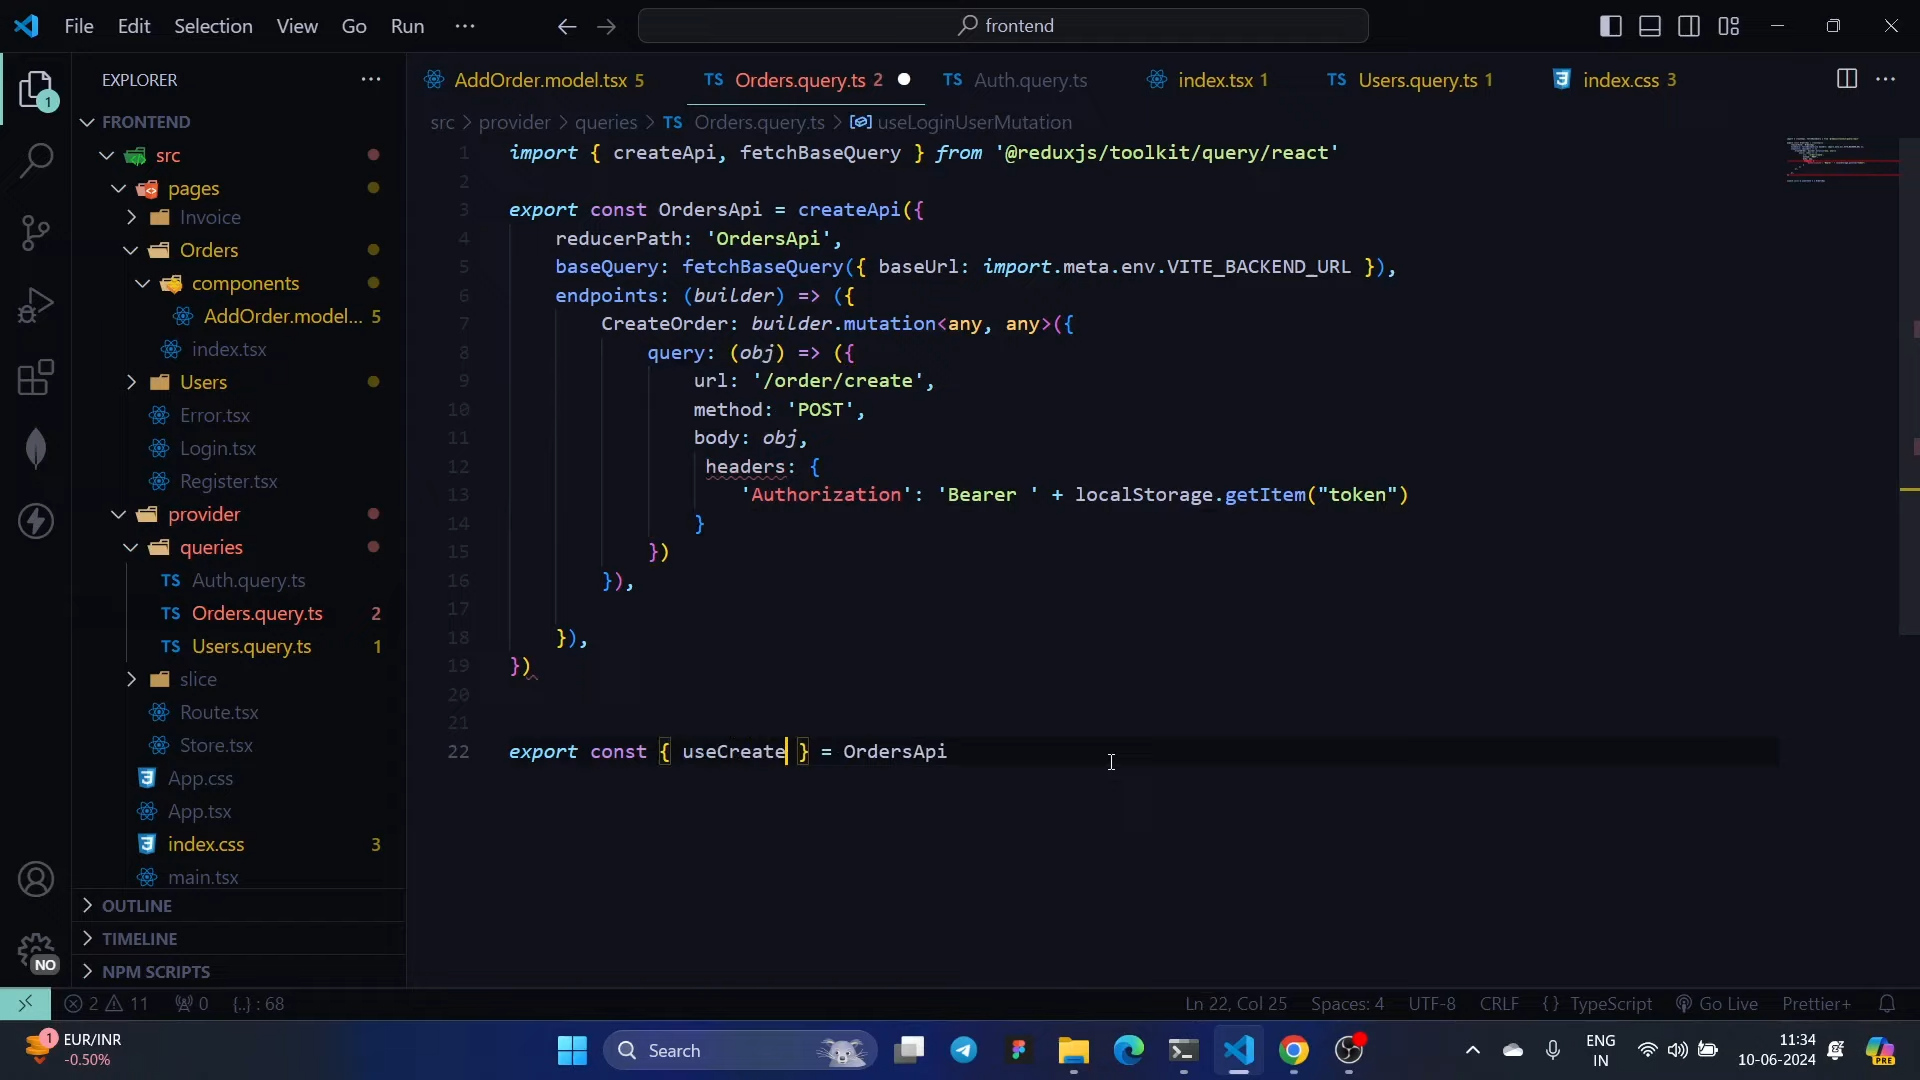 File Edit Selection View Go Run ···
frontend
EXPLORER
FRONTEND
src
pages
Invoice
Orders
components
AddOrder.model... 5
index.tsx
Users
Error.tsx
Login.tsx
Register.tsx
provider
queries
TS Auth.query.ts
TS Orders.query.ts 2
TS Users.query.ts 1
slice
Route.tsx
Store.tsx
App.css
App.tsx
index.css 3
main.tsx
OUTLINE
TIMELINE
NPM SCRIPTS
1
NO
AddOrder.model.tsx 5 TS Orders.query.ts 2 TS Auth.query.ts index.tsx 1 TS Users.query.ts 1 index.css 3
src > provider > queries > TS Orders.query.ts > useLoginUserMutation
1 import { createApi, fetchBaseQuery } from '@reduxjs/toolkit/query/react'
2
3 export const OrdersApi = createApi({
4 reducerPath: 'OrdersApi',
5 baseQuery: fetchBaseQuery({ baseUrl: import.meta.env.VITE_BACKEND_URL }),
6 endpoints: (builder) => ({
7 CreateOrder: builder.mutation<any, any>({
8 query: (obj) => ({
9 url: '/order/create',
10 method: 'POST',
11 body: obj,
12 headers: {
13 'Authorization': 'Bearer ' + localStorage.getItem("token")
14 }
15 })
16 }),
17
18 }),
19 })
20
21
22 export const { useCreate } = OrdersApi
2 11 0 {..} : 68 Ln 22, Col 25 Spaces: 4 UTF-8 CRLF {} TypeScript Go Live Prettier+
1 EUR/INR
-0.50%
Search
ENG
IN
11:34
10-06-2024
PRE